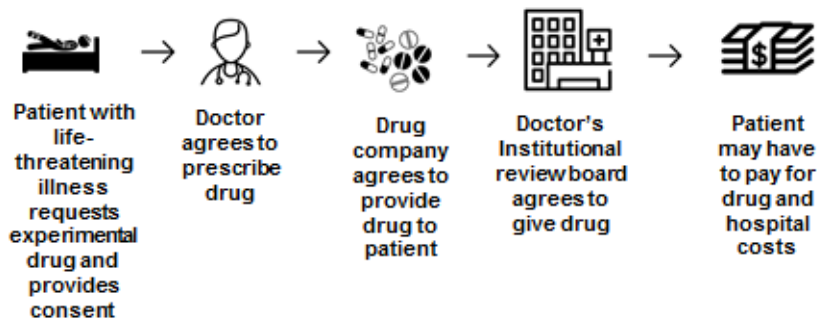 Patient with
life-
threatening
illness
requests
experimental
drug and
provides
consent
Doctor
agrees to
prescribe
drug
Drug
company
agrees to
provide
drug to
patient
Doctor's
Institutional
review board
agrees to
give drug
$
Patient
may have
to pay for
drug and
hospital
costs